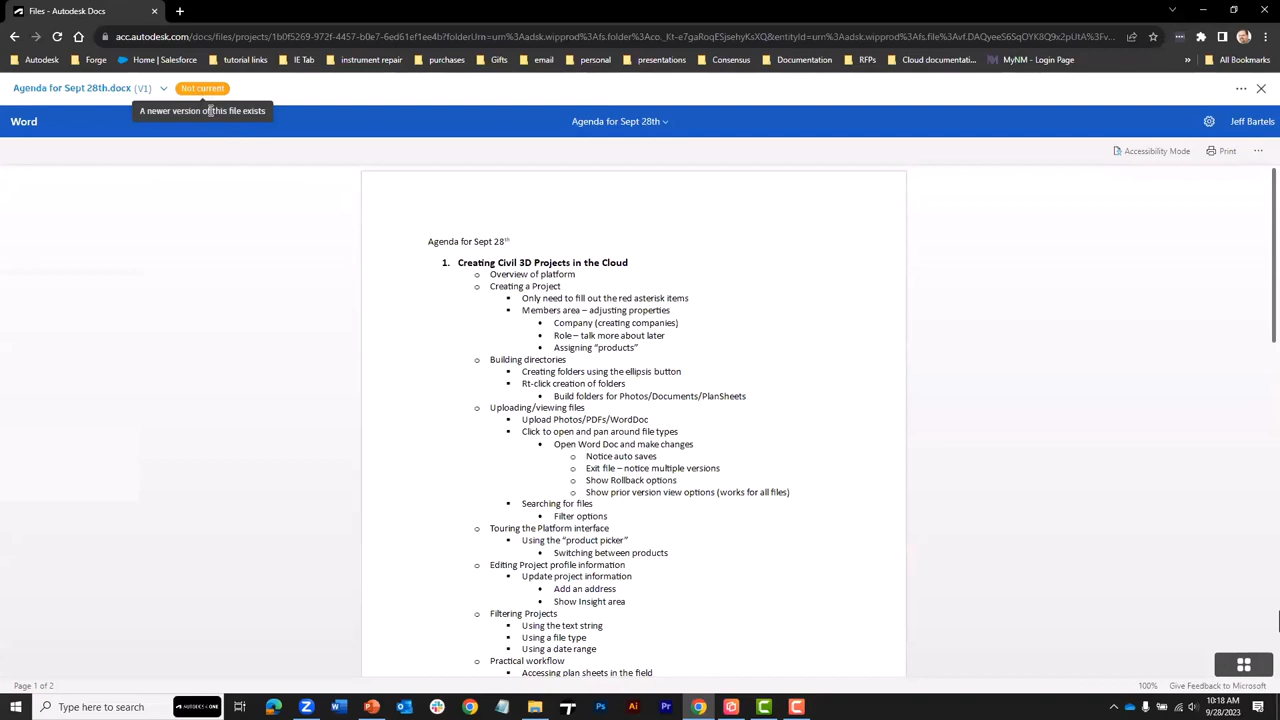 Files - Autodesk Docs
acc.autodesk.com/docs/files/projects/1b0f5269-972f-4457-b0e7-6ed61ef1ee4b?folderUrn=urn%3Aadsk.wipprod%3Afs.folder%3Aco._Kt-e7gaRoqESjsehyKsXQ&entityId=urn%3Aadsk.wipprod%3Afs.file%3Avf.DAQyeeS6SqOYK8Q9x2pUtA%3Fv...
Autodesk Forge Home | Salesforce tutorial links IE Tab instrument repair purchases Gifts email personal presentations Consensus Documentation RFPs Cloud documentati... MyNM - Login Page » All Bookmarks
Agenda for Sept 28th.docx (V1) Not current
A newer version of this file exists
Word Agenda for Sept 28th Jeff Bartels
Accessibility Mode Print ...
Agenda for Sept 28th
1. Creating Civil 3D Projects in the Cloud
o Overview of platform
o Creating a Project
▪ Only need to fill out the red asterisk items
▪ Members area – adjusting properties
• Company (creating companies)
• Role – talk more about later
• Assigning “products”
o Building directories
▪ Creating folders using the ellipsis button
▪ Rt-click creation of folders
• Build folders for Photos/Documents/PlanSheets
o Uploading/viewing files
▪ Upload Photos/PDFs/WordDoc
▪ Click to open and pan around file types
• Open Word Doc and make changes
o Notice auto saves
o Exit file – notice multiple versions
o Show Rollback options
o Show prior version view options (works for all files)
▪ Searching for files
• Filter options
o Touring the Platform interface
▪ Using the “product picker”
• Switching between products
o Editing Project profile information
▪ Update project information
• Add an address
• Show Insight area
o Filtering Projects
▪ Using the text string
▪ Using a file type
▪ Using a date range
o Practical workflow
▪ Accessing plan sheets in the field
Page 1 of 2 100% Give Feedback to Microsoft
Type here to search 10:18 AM
9/28/2023